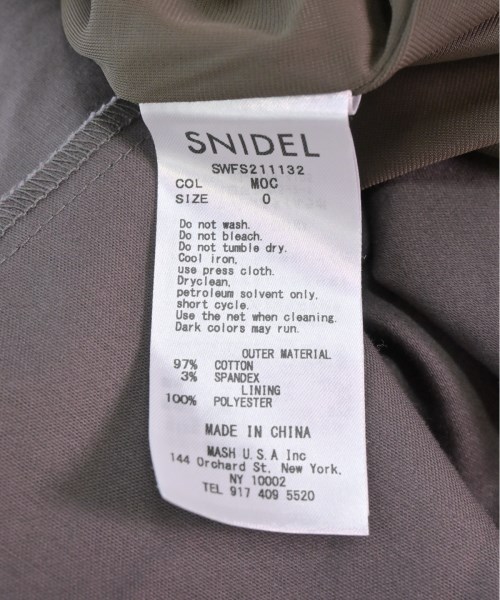 SNIDEL
SWFS211132
COL MOC
SIZE 0
Do not wash.
Do not bleach.
Do not tumble dry.
Cool iron,
use press cloth.
Dryclean,
petroleum solvent only.
short cycle.
Use the net when cleaning.
Dark colors may run.
OUTER MATERIAL
97% COTTON
3% SPANDEX
LINING
100% POLYESTER
MADE IN CHINA
MASH U.S.A Inc
144 Orchard St, New York.
NY 10002
TEL 917 409 5520